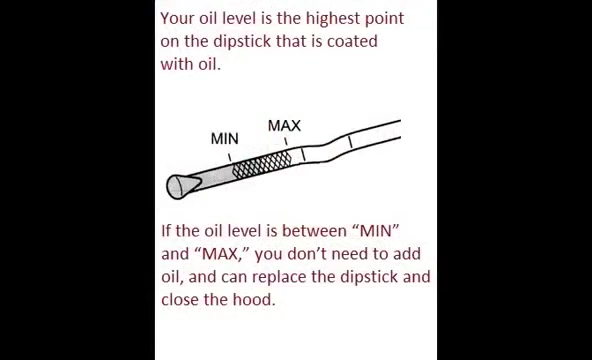 Your oil level is the highest point
on the dipstick that is coated
with oil.
MAX
MIN
If the oil level is between “MIN”
and “MAX,” you don’t need to add
oil, and can replace the dipstick and
close the hood.